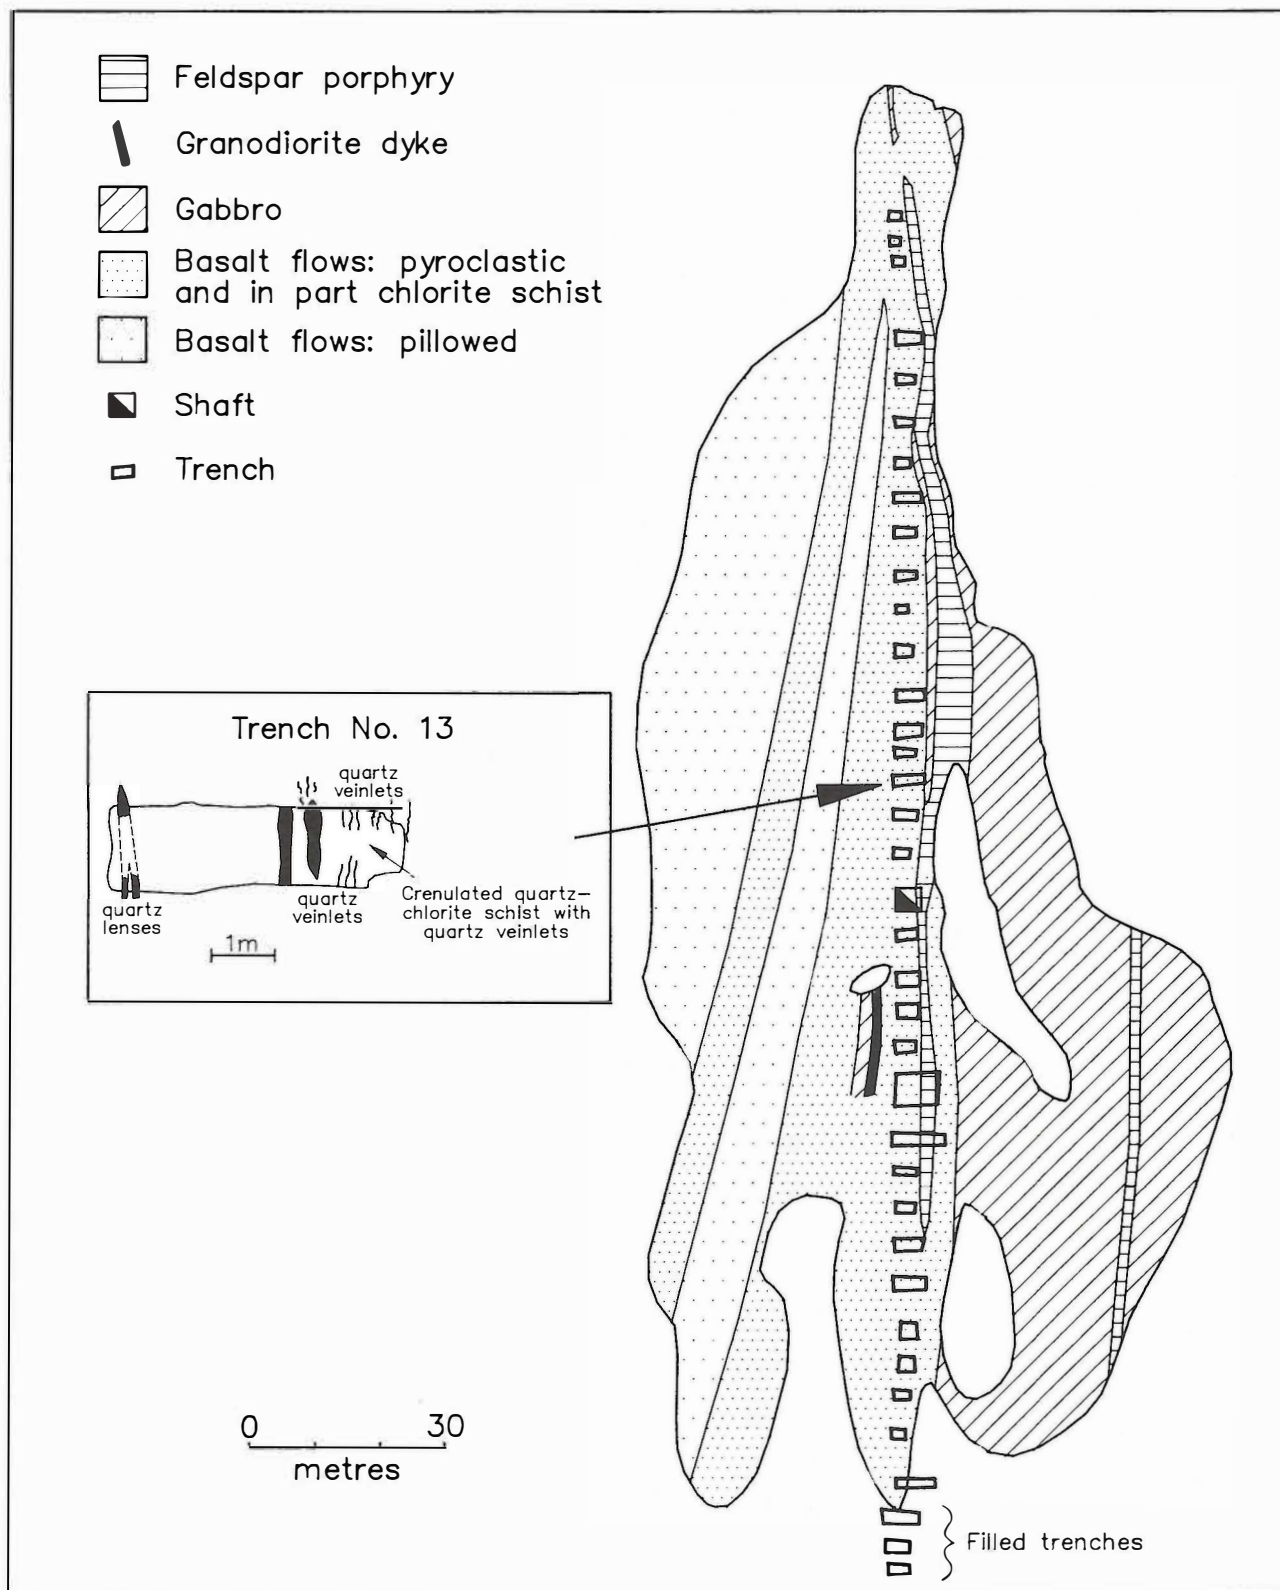 Feldspar porphyry
Granodiorite dyke
Gabbro
Basalt flows: pyroclastic
and in part chlorite schist
Basalt flows: pillowed
Shaft
Trench
Trench No. 13
quartz
veinlets
quartz
lenses
quartz
veinlets
Crenulated quartz–
chlorite schist with
quartz veinlets
1m
0 30
metres
Filled trenches